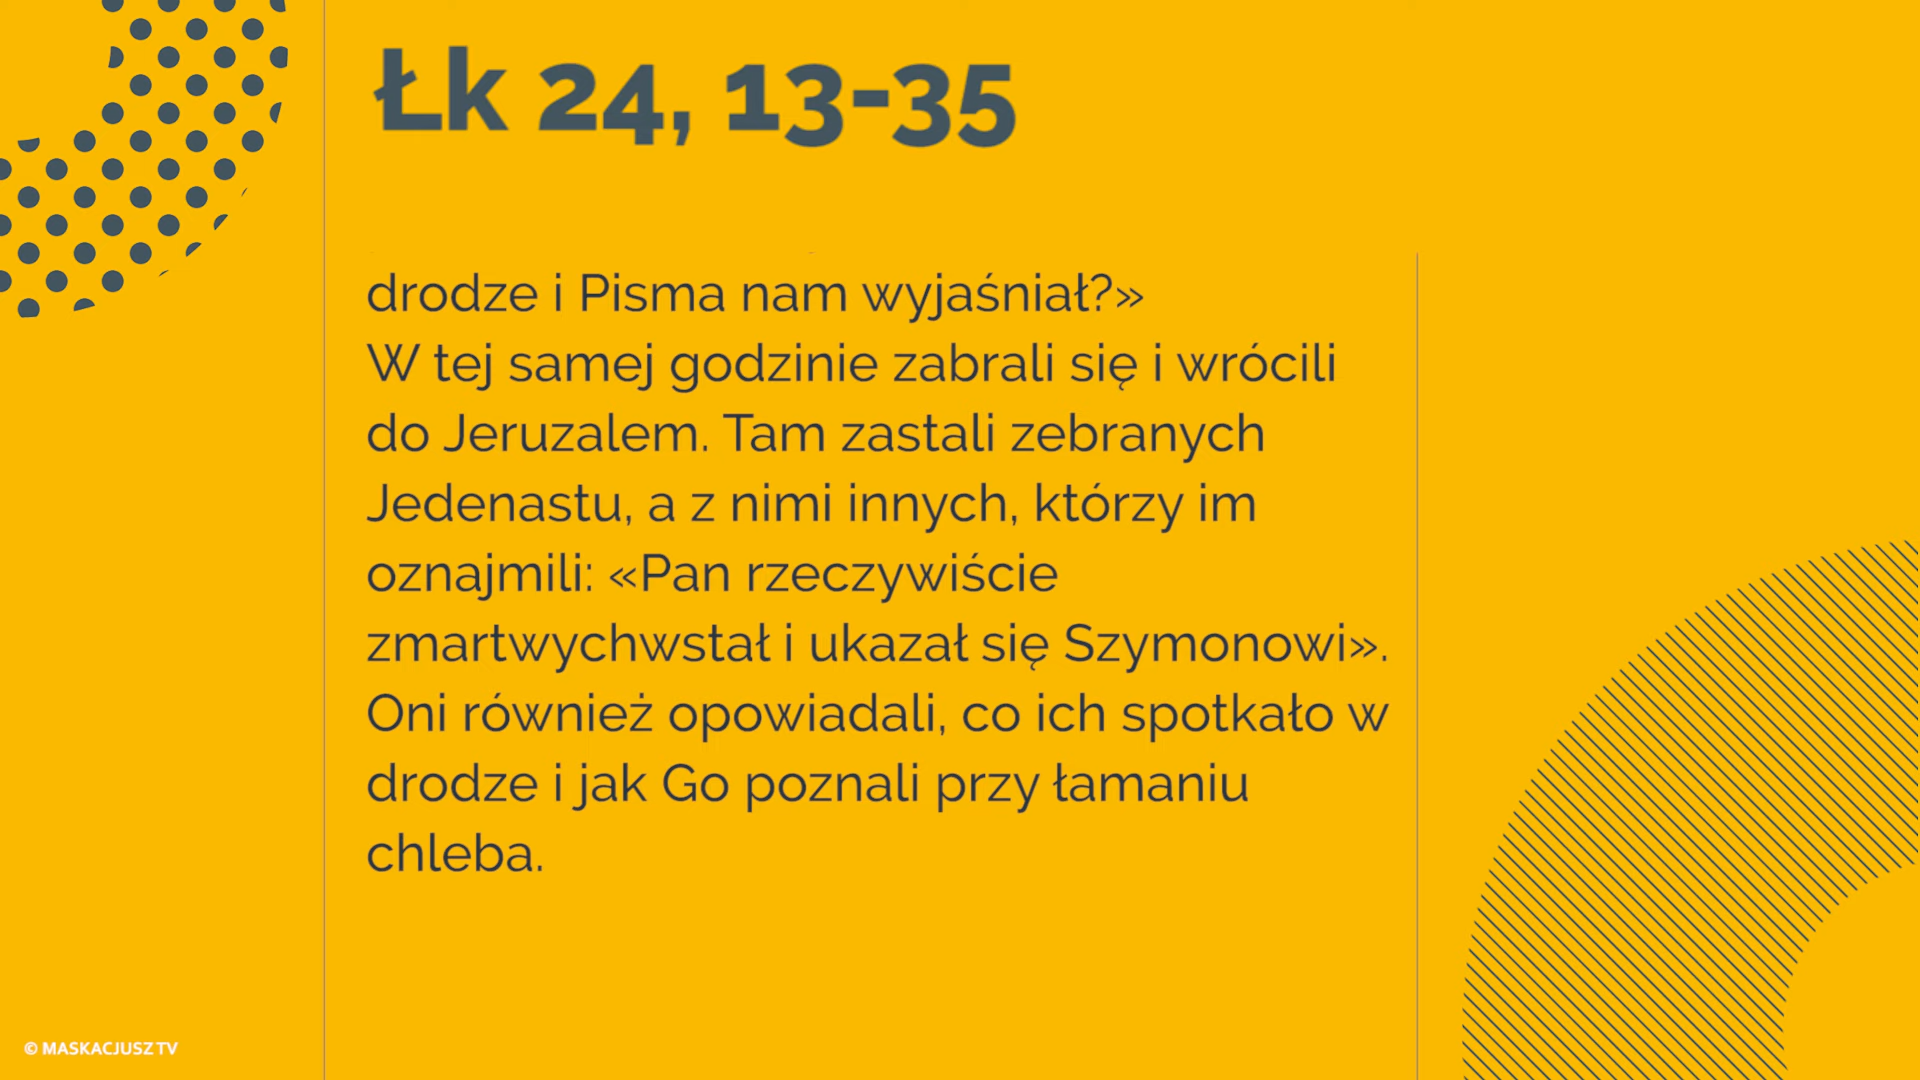 Łk 24, 13-35
drodze i Pisma nam wyjaśniał?»
W tej samej godzinie zabrali się i wrócili
do Jeruzalem. Tam zastali zebranych
Jedenastu, a z nimi innych, którzy im
oznajmili: «Pan rzeczywiście
zmartwychwstał i ukazał się Szymonowi».
Oni również opowiadali, co ich spotkało w
drodze i jak Go poznali przy łamaniu
chleba.
© MASKACJUSZ TV